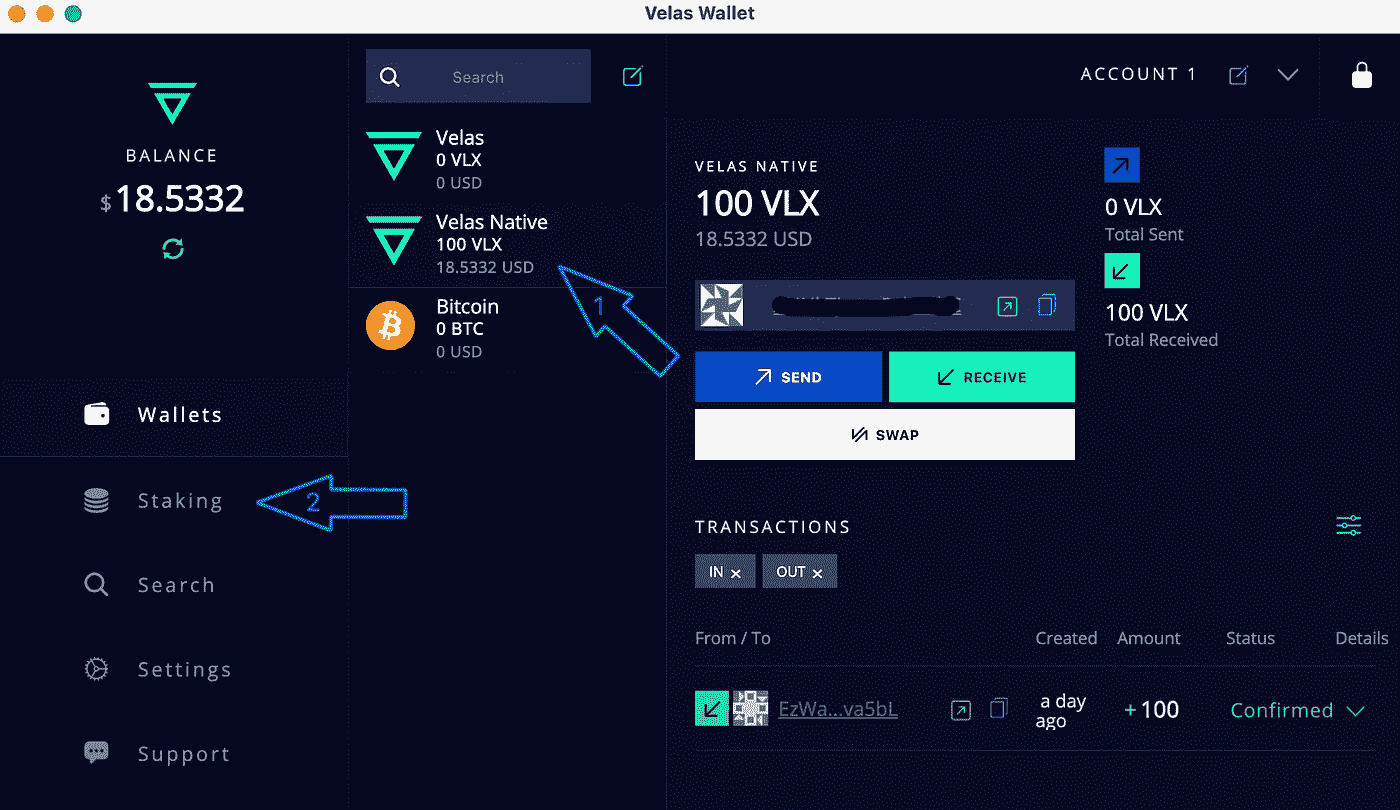 Velas Wallet
BALANCE
$18.5332
Wallets
Staking
2
Search
Settings
Support
Search
Velas
0 VLX
0 USD
Velas Native
100 VLX
18.5332 USD
1
Bitcoin
0 BTC
0 USD
ACCOUNT 1
VELAS NATIVE
100 VLX
18.5332 USD
SEND
RECEIVE
SWAP
0 VLX
Total Sent
100 VLX
Total Received
TRANSACTIONS
IN x
OUT x
From / To Created Amount Status Details
EzWa...va5bL a day ago +100 Confirmed